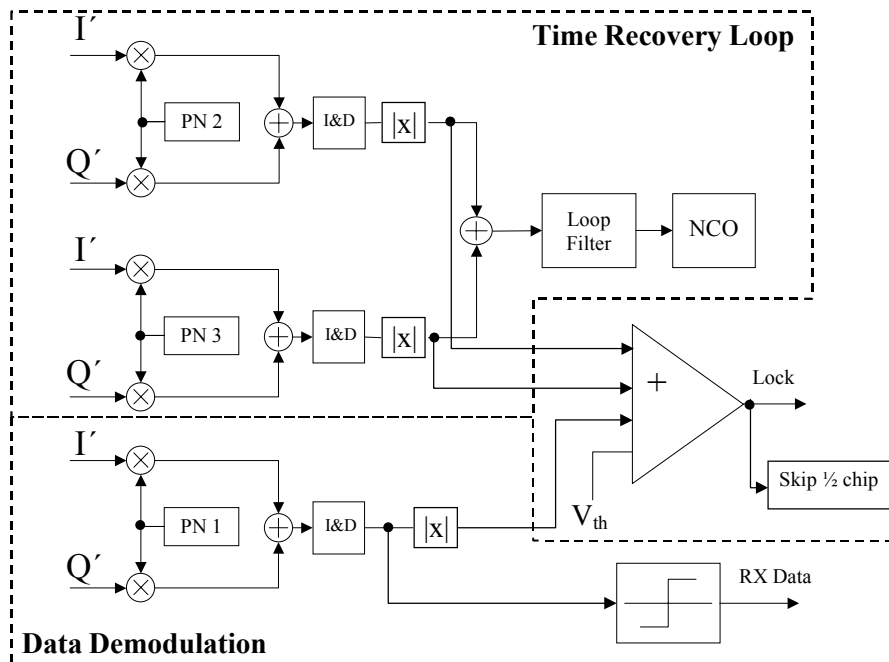 I´
Time Recovery Loop
PN 2
I&D
|x|
Q´
Loop
Filter
NCO
I´
PN 3
I&D
|x|
Q´
+
Lock
I´
Skip ½ chip
Vth
PN 1
I&D
|x|
Q´
RX Data
Data Demodulation